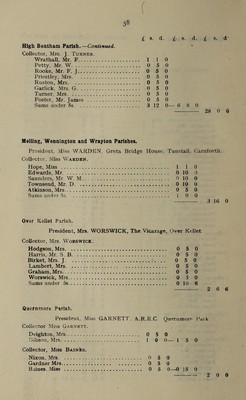 58
£ s. d. £ s. d. £ s. d.
High Bentham Parish.—Continued.
Collector, Mrs. J. TURNER.
Wrathall, Mr. F. 1 1 0
Petty, Mr. W. 0 5 0
Rooke, Mr. F. J. 0 5 0
Priestley, Mrs. 0 5 0
Ruston, Mrs. 0 5 0
Garlick, Mrs. G. 0 5 0
Turner, Mrs. 0 5 0
Foster, Mr. James 0 5 0
Sums under 5s. 3 12 0— 6 8 0
28 0 6
Melling, Wennington and Wrayton Parishes.
President, Miss WARDEN, Greta Bridge House, Tunstall, Carnforth.
Collector, Miss WARDEN.
Hope, Miss 1 1 0
Edwards, Mr. 0 10 0
Saunders, Mr. W. M. 0 10 0
Townsend, Mr. D. 0 10 0
Atkinson, Mrs. 0 5 0
Sums under 5s. 1 0 0
3 16 0
Over Kellet Parish.
President, Mrs. WORSWICK, The Vicarage, Over Kellet
Collector, Mrs. WORSWICK.
Hodgson, Mrs. 0 5 0
Harris, Mr. S. B. 0 5 0
Birket, Mrs. J. 0 5 0
Lambert, Mrs. 0 5 0
Graham, Mrs. 0 5 0
Worswick, Mrs. 0 5 0
Sums under 5s. 0 10 6
2 0 6
Quernmore Parish.
President, Miss GARNETT, A.R.R.C. Quernmore Park
Collector Miss GARNETT.
Deighton, Mrs. 0 5 0
Gibson, Mrs. 1 0 0— 1 5 0
Collector, Miss BAINES.
Nixon, Mrs. 0 5 0
Gardner Mrs. 0 5 0
Baines, Miss 0 5 0—0 15 0
2 0 0